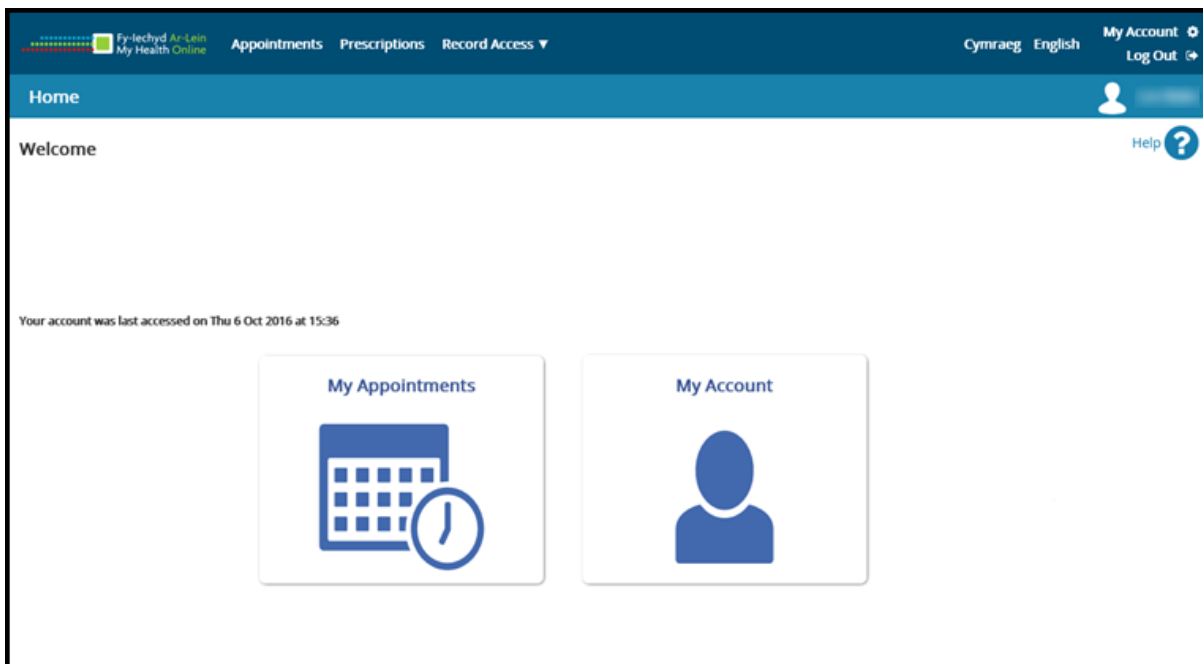 Fy-Iechyd Ar-Lein
My Health Online
Appointments Prescriptions Record Access ▼
Cymraeg English
My Account
Log Out
Home
Welcome
Help ?
Your account was last accessed on Thu 6 Oct 2016 at 15:36
My Appointments
My Account